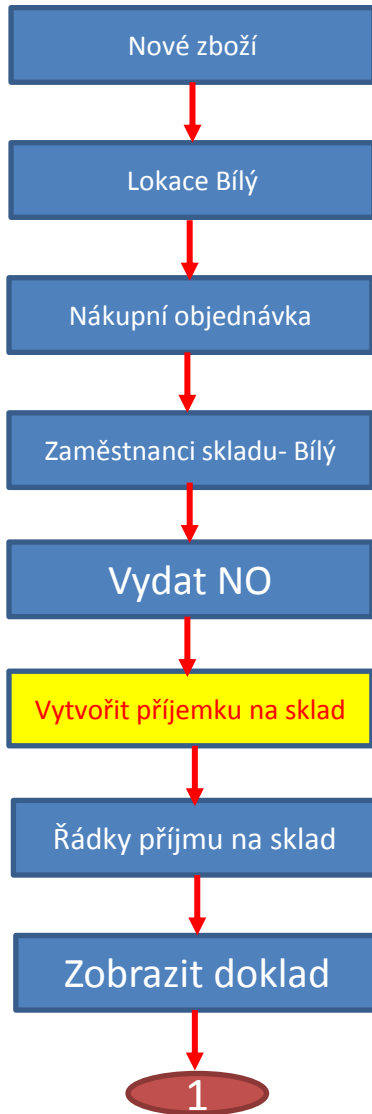 Nové zboží
Lokace Bílý
Nákupní objednávka
Zaměstnanci skladu- Bílý
Vydat NO
Vytvořit příjemku na sklad
Řádky příjmu na sklad
Zobrazit doklad
1